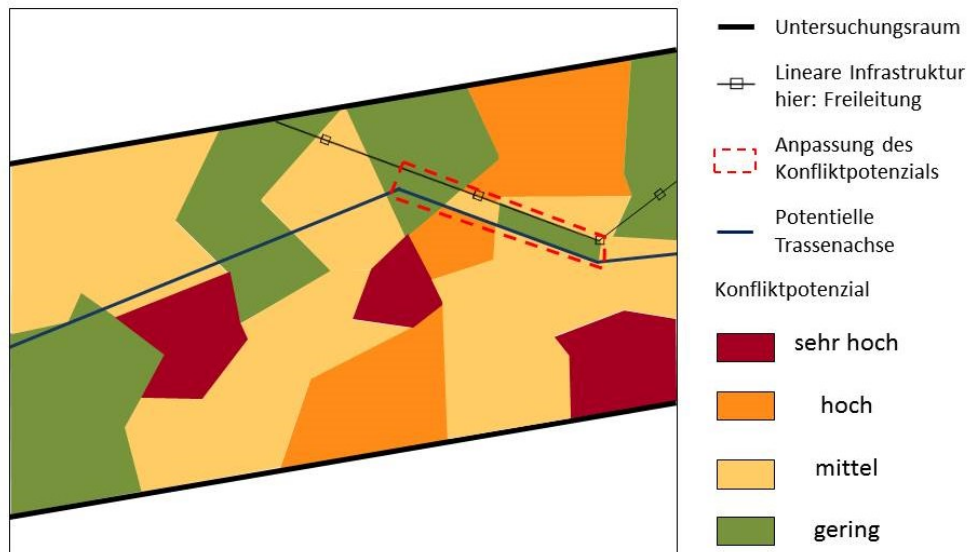 Untersuchungsraum
Lineare Infrastruktur
hier: Freileitung
Anpassung des
Konfliktpotenzials
Potentielle
Trassenachse
Konfliktpotenzial
sehr hoch
hoch
mittel
gering